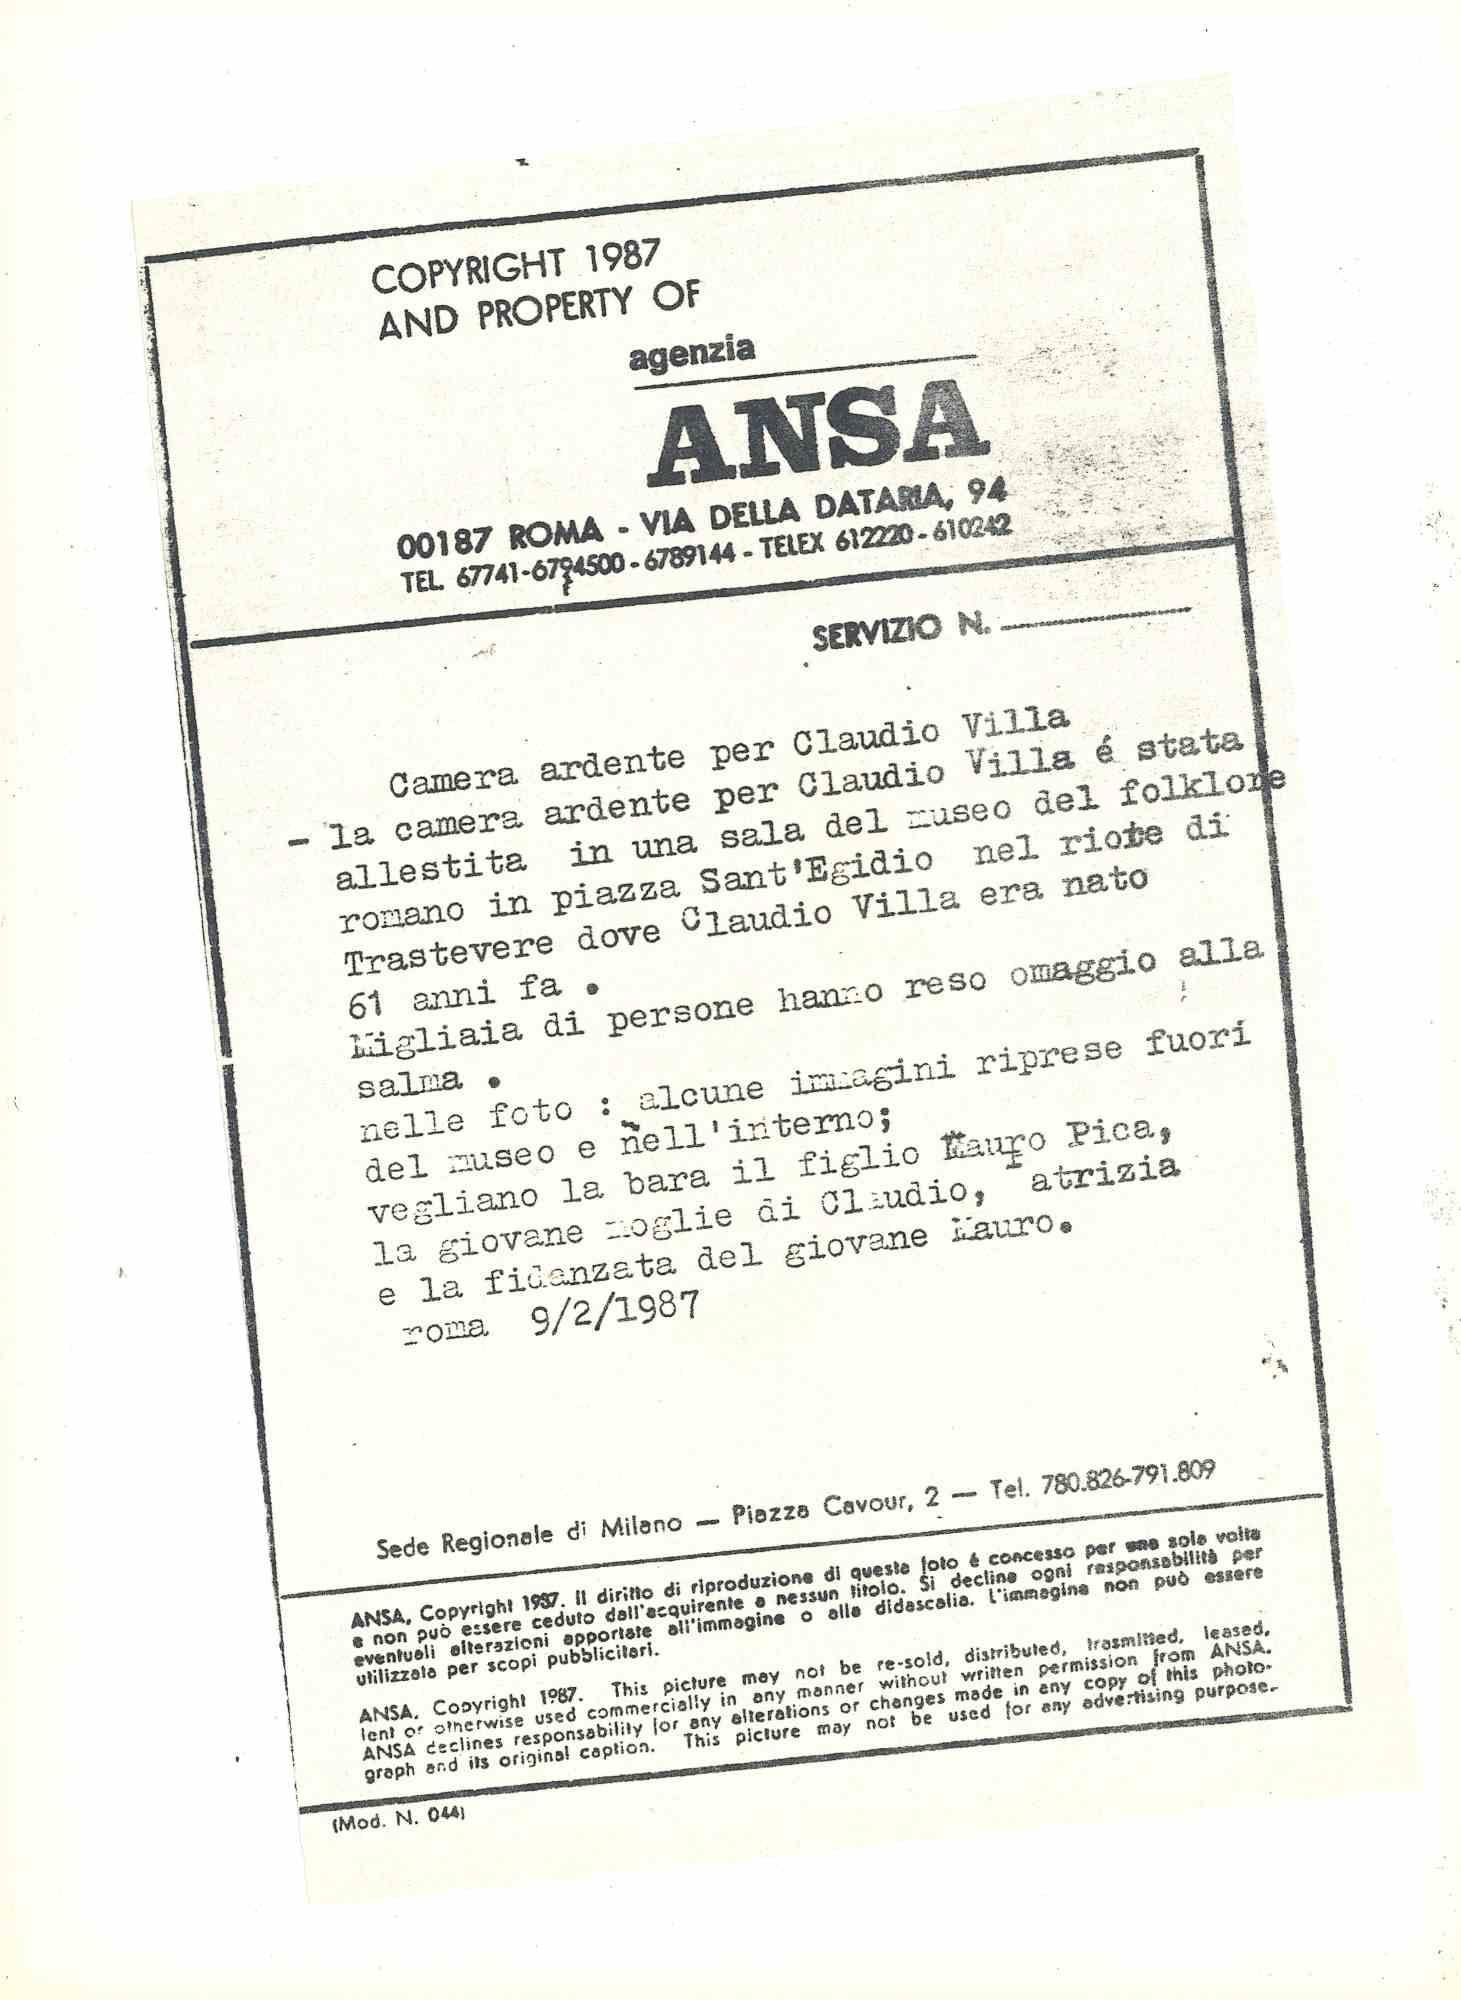 COPYRIGHT 1987
AND PROPERTY OF
agenzia
ANSA
00187 ROMA - VIA DELLA DATARIA, 94
TEL. 67741-6794500-6789144 - TELEX 612220-610242
SERVIZIO N.
Camera ardente per Claudio Villa
- la camera ardente per Claudio Villa é stata
allestita in una sala del museo del folklore
romano in piazza Sant'Egidio nel di
Trastevere dove Claudio Villa era nato
61 anni fa .
Migliaia di persone hanno reso omaggio alla
salma .
nelle foto : alcune immagini riprese fuori
del museo e nell'interno;
vegliano la bara il figlio Mauro Pica,
la giovane moglie di Claudio, atrizia
e la fidanzata del giovane Mauro.
roma 9/2/1987
Sede Regionale di Milano — Piazza Cavour, 2 — Tel. 780.826-791.809
ANSA, Copyright 1987. Il diritto di riproduzione di questa foto é concesso per una sola volta
e non può essere ceduto dall'acquirente a nessun titolo. Si declina ogni responsabilità per
eventuali alterazioni apportate all'immagine o alla didascalia. L'immagine non può essere
utilizzata per scopi pubblicitari.
ANSA, Copyright 1987. This picture may not be re-sold, distributed, trasmitted, leased,
lent or otherwise used commercially in any manner without written permission from ANSA.
ANSA declines responsability for any alterations or changes made in any copy of this photo-
graph and its original caption. This picture may not be used for any advertising purpose.
(Mod. N. 044)